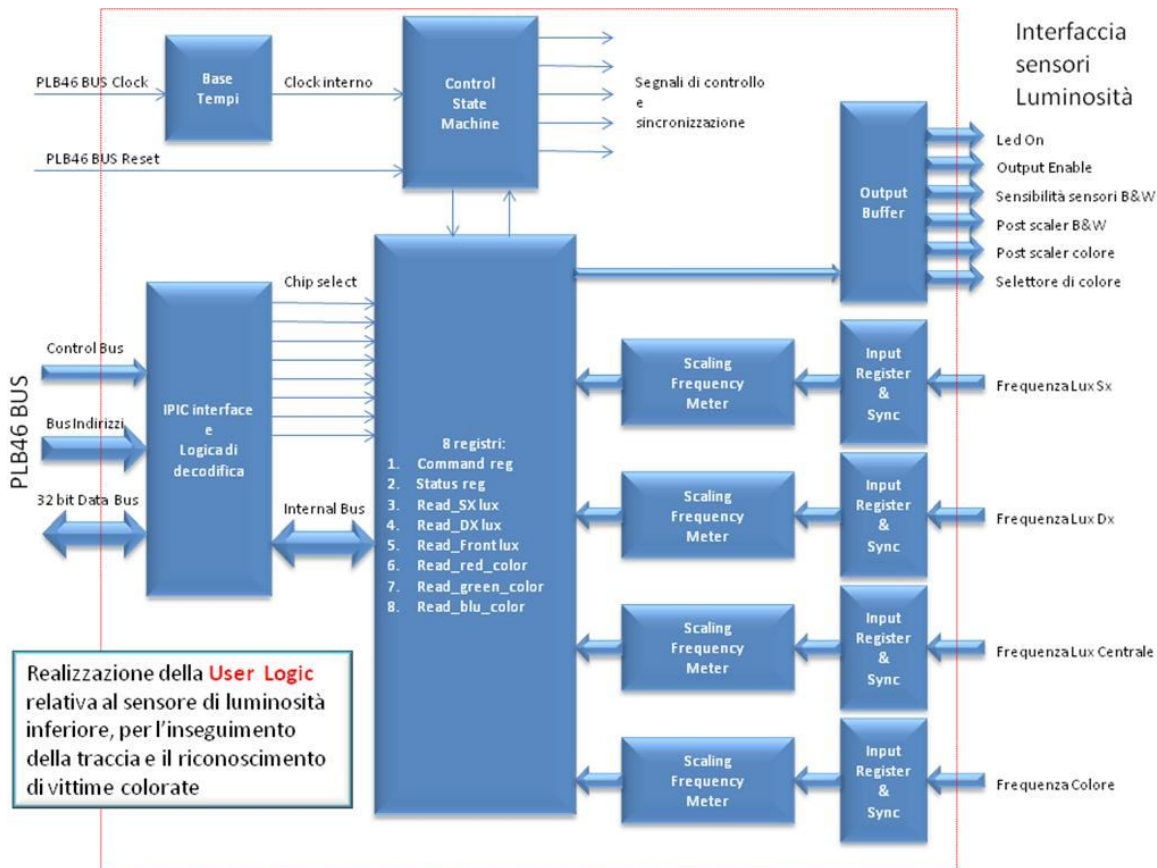 Interfaccia
sensori
Luminosità
PLB46 BUS Clock
Base
Tempi
Clock interno
Control
State
Machine
Segnali di controllo
e
sincronizzazione
PLB46 BUS Reset
Output
Buffer
Led On
Output Enable
Sensibilità sensori B&W
Post scaler B&W
Post scaler colore
Selettore di colore
Chip select
PLB46 BUS
Control Bus
Bus Indirizzi
32 bit Data Bus
IPIC interface
e
Logica di
decodifica
Internal Bus
8 registri:
1. Command reg
2. Status reg
3. Read_SX lux
4. Read_DX lux
5. Read_Front lux
6. Read_red_color
7. Read_green_color
8. Read_blu_color
Scaling
Frequency
Meter
Input
Register
&
Sync
Frequenza Lux Sx
Scaling
Frequency
Meter
Input
Register
&
Sync
Frequenza Lux Dx
Scaling
Frequency
Meter
Input
Register
&
Sync
Frequenza Lux Centrale
Scaling
Frequency
Meter
Input
Register
&
Sync
Frequenza Colore
Realizzazione della User Logic
relativa al sensore di luminosità
inferiore, per l'inseguimento
della traccia e il riconoscimento
di vittime colorate